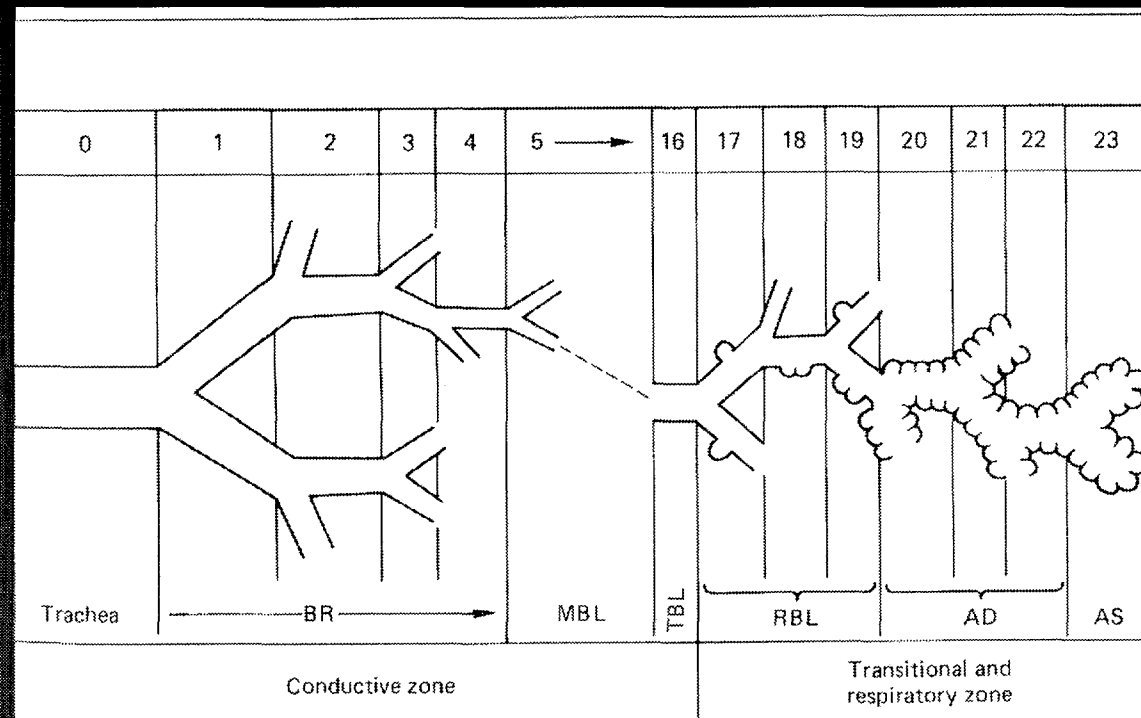 0 1 2 3 4 5 16 17 18 19 20 21 22 23
Trachea BR MBL TBL RBL AD AS
Conductive zone
Transitional and
respiratory zone